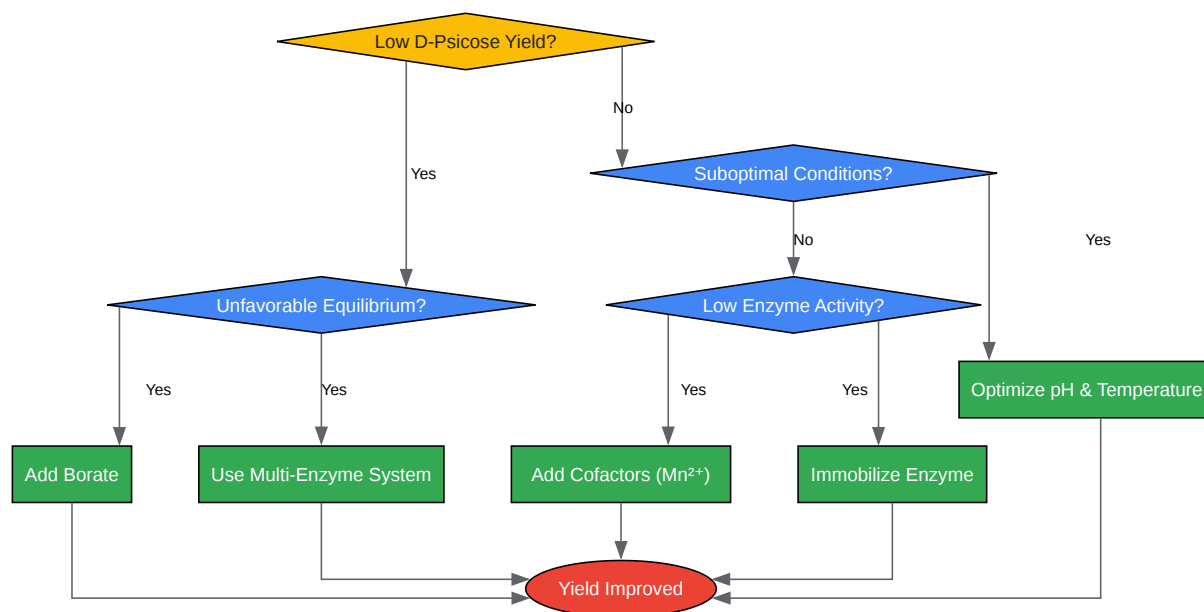 Low D-Psicose Yield?
No
Yes
Suboptimal Conditions?
No
Yes
Unfavorable Equilibrium?
Low Enzyme Activity?
Yes
Yes
Yes
Yes
Optimize pH & Temperature
Add Borate
Use Multi-Enzyme System
Add Cofactors (Mn²⁺)
Immobilize Enzyme
Yield Improved